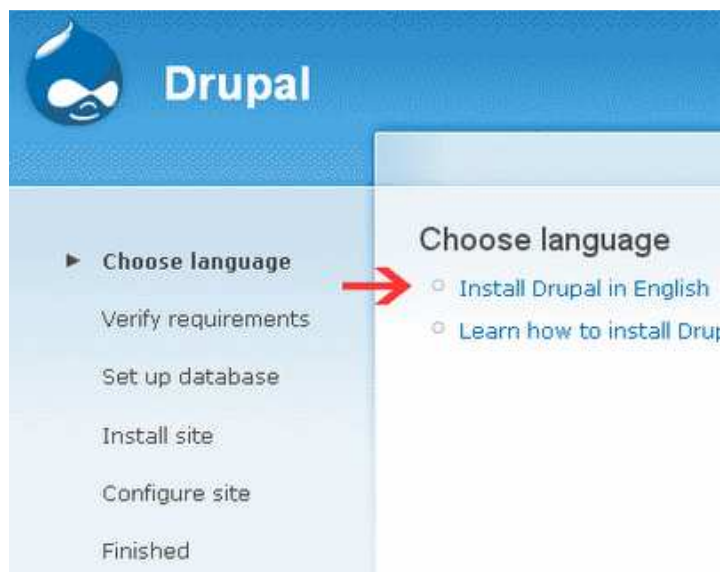 Drupal
Choose language
Verify requirements
Set up database
Install site
Configure site
Finished
Choose language
Install Drupal in English
Learn how to install